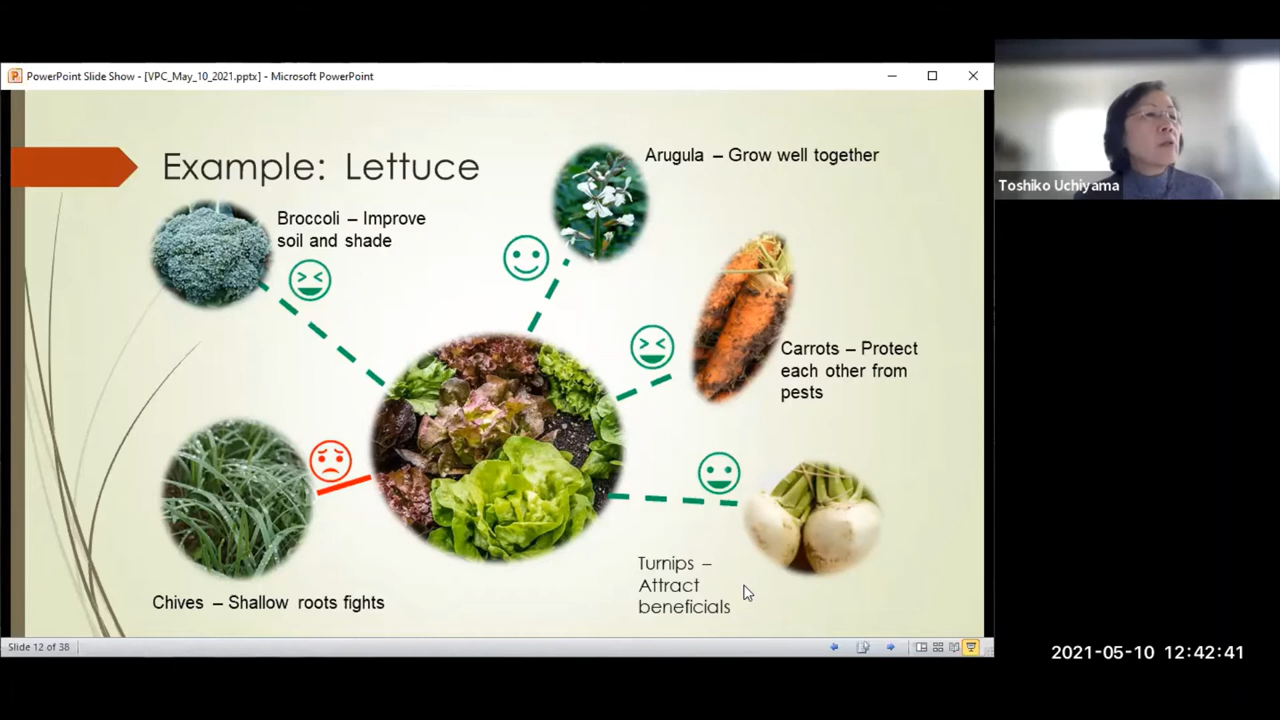 PowerPoint Slide Show - [VPC_May_10_2021.pptx] - Microsoft PowerPoint
Example: Lettuce
Arugula – Grow well together
Toshiko Uchiyama
Broccoli – Improve
soil and shade
Carrots – Protect
each other from
pests
Turnips –
Attract
beneficials
Chives – Shallow roots fights
Slide 12 of 38
2021-05-10 12:42:41